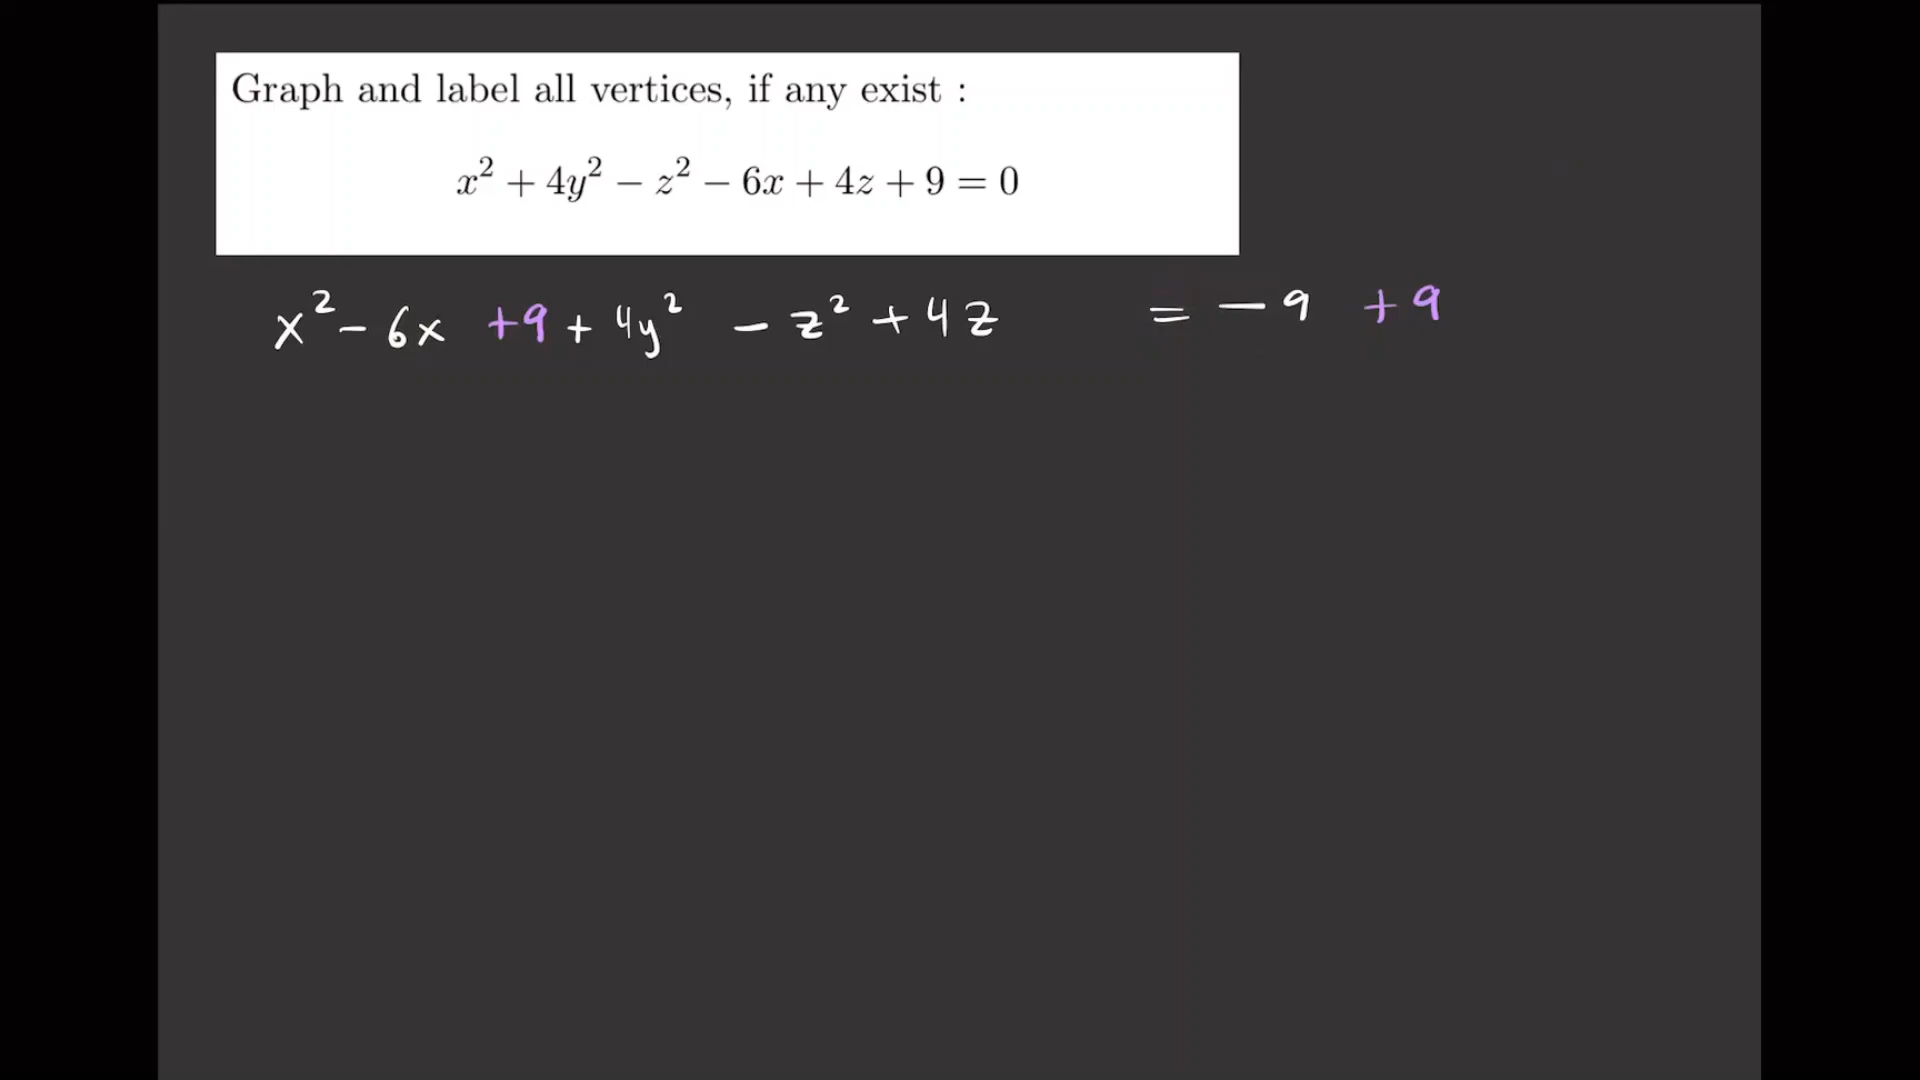 Graph and label all vertices, if any exist :
x² + 4y² − z² − 6x + 4z + 9 = 0
x² − 6x +9 + 4y² − z² + 4z = −9 +9